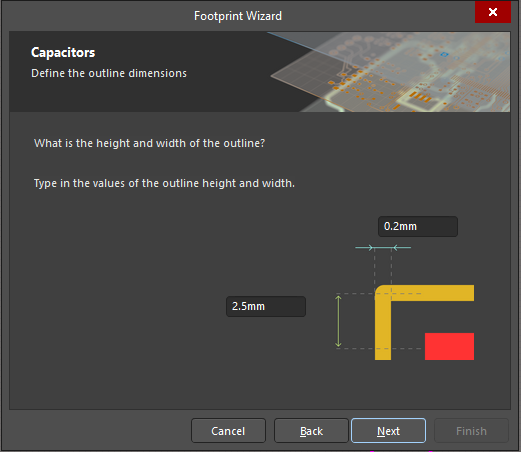 Footprint Wizard
Capacitors
Define the outline dimensions
What is the height and width of the outline?
Type in the values of the outline height and width.
0.2mm
2.5mm
Cancel
Back
Next
Finish